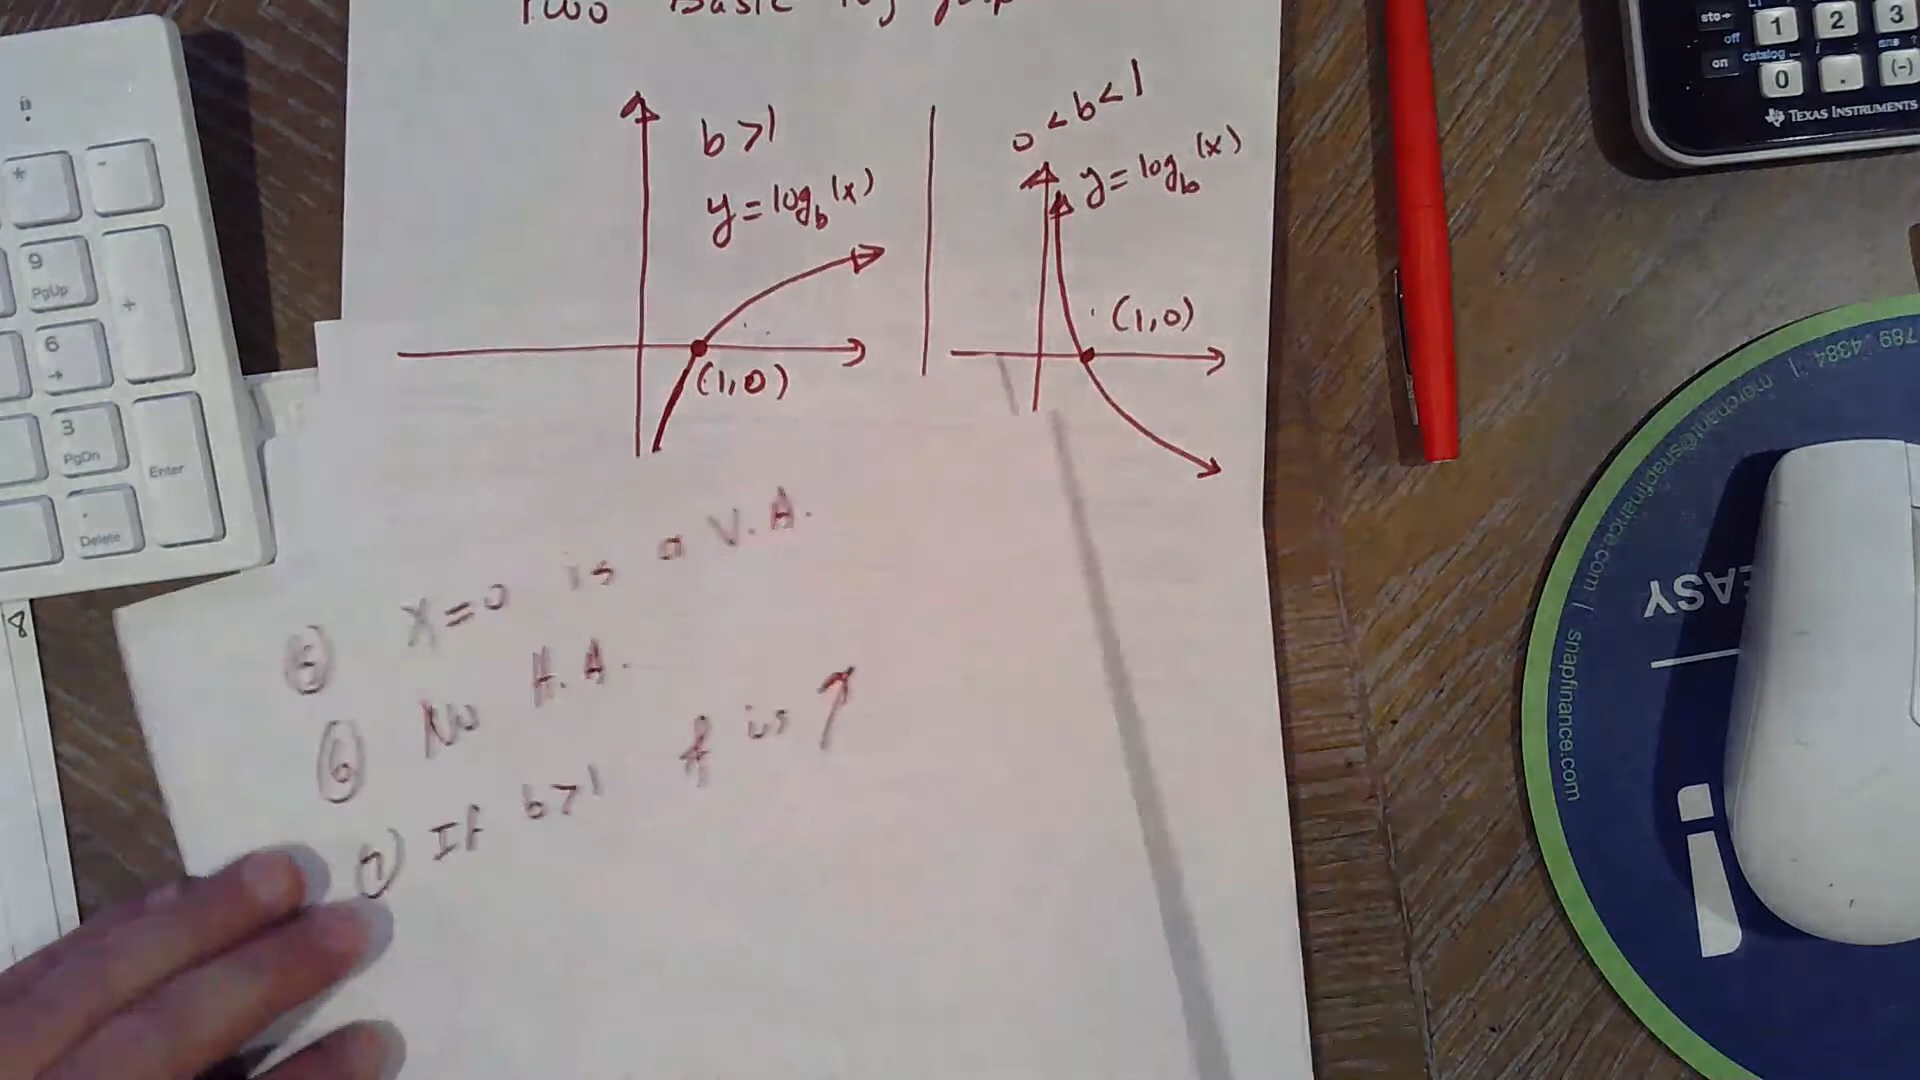 Two Basic log
b>1
y=log_b(x)
(1,0)
0<b<1
y=log_b(x)
(1,0)
⑤ x=0 is a V.A.
⑥ No H.A.
⑦ If b>1 f is ↑
*
-
9
PgUp
+
6
→
3
PgDn
Enter
.
Delete
8
sto→
1
2
3
off
on
catalog
i
ans
?
0
.
(-)
TEXAS INSTRUMENTS
789 4384 |
merchant@snapfinance.com | snapfinance.com
EASY